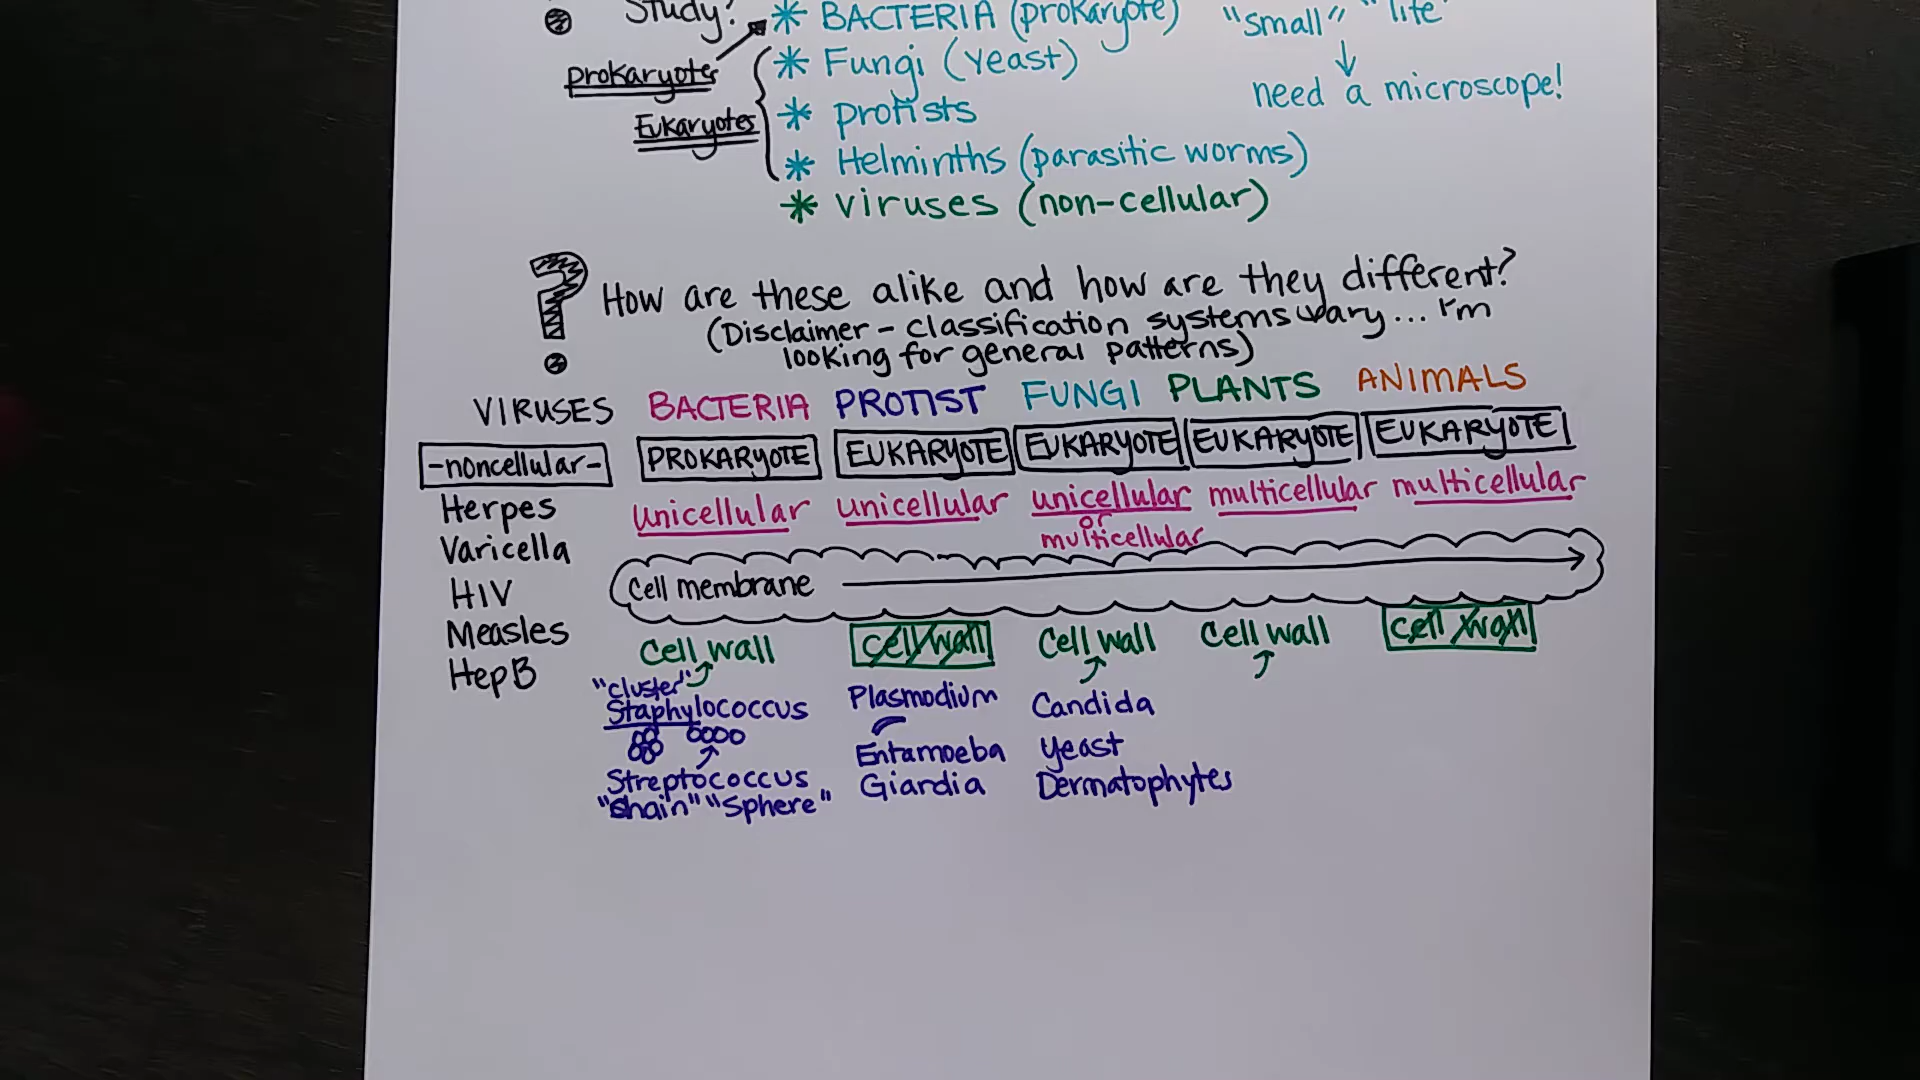 Study?
* BACTERIA (prokaryote)
"small" "life"
prokaryotes
* Fungi (yeast)
need a microscope!
Eukaryotes
* protists
* Helminths (parasitic worms)
* viruses (non-cellular)
? How are these alike and how are they different?
(Disclaimer - classification systems vary... I'm
looking for general patterns)
VIRUSES BACTERIA PROTIST FUNGI PLANTS ANIMALS
-noncellular- PROKARYOTE EUKARYOTE EUKARYOTE EUKARYOTE EUKARYOTE
Herpes unicellular unicellular unicellular multicellular multicellular
or
multicellular
Varicella
HIV Cell membrane
Measles Cell wall cell wall Cell wall Cell wall cell wall
HepB
"cluster" Plasmodium Candida
Staphylococcus
Entamoeba yeast
Streptococcus Giardia Dermatophytes
"chain" "Sphere"